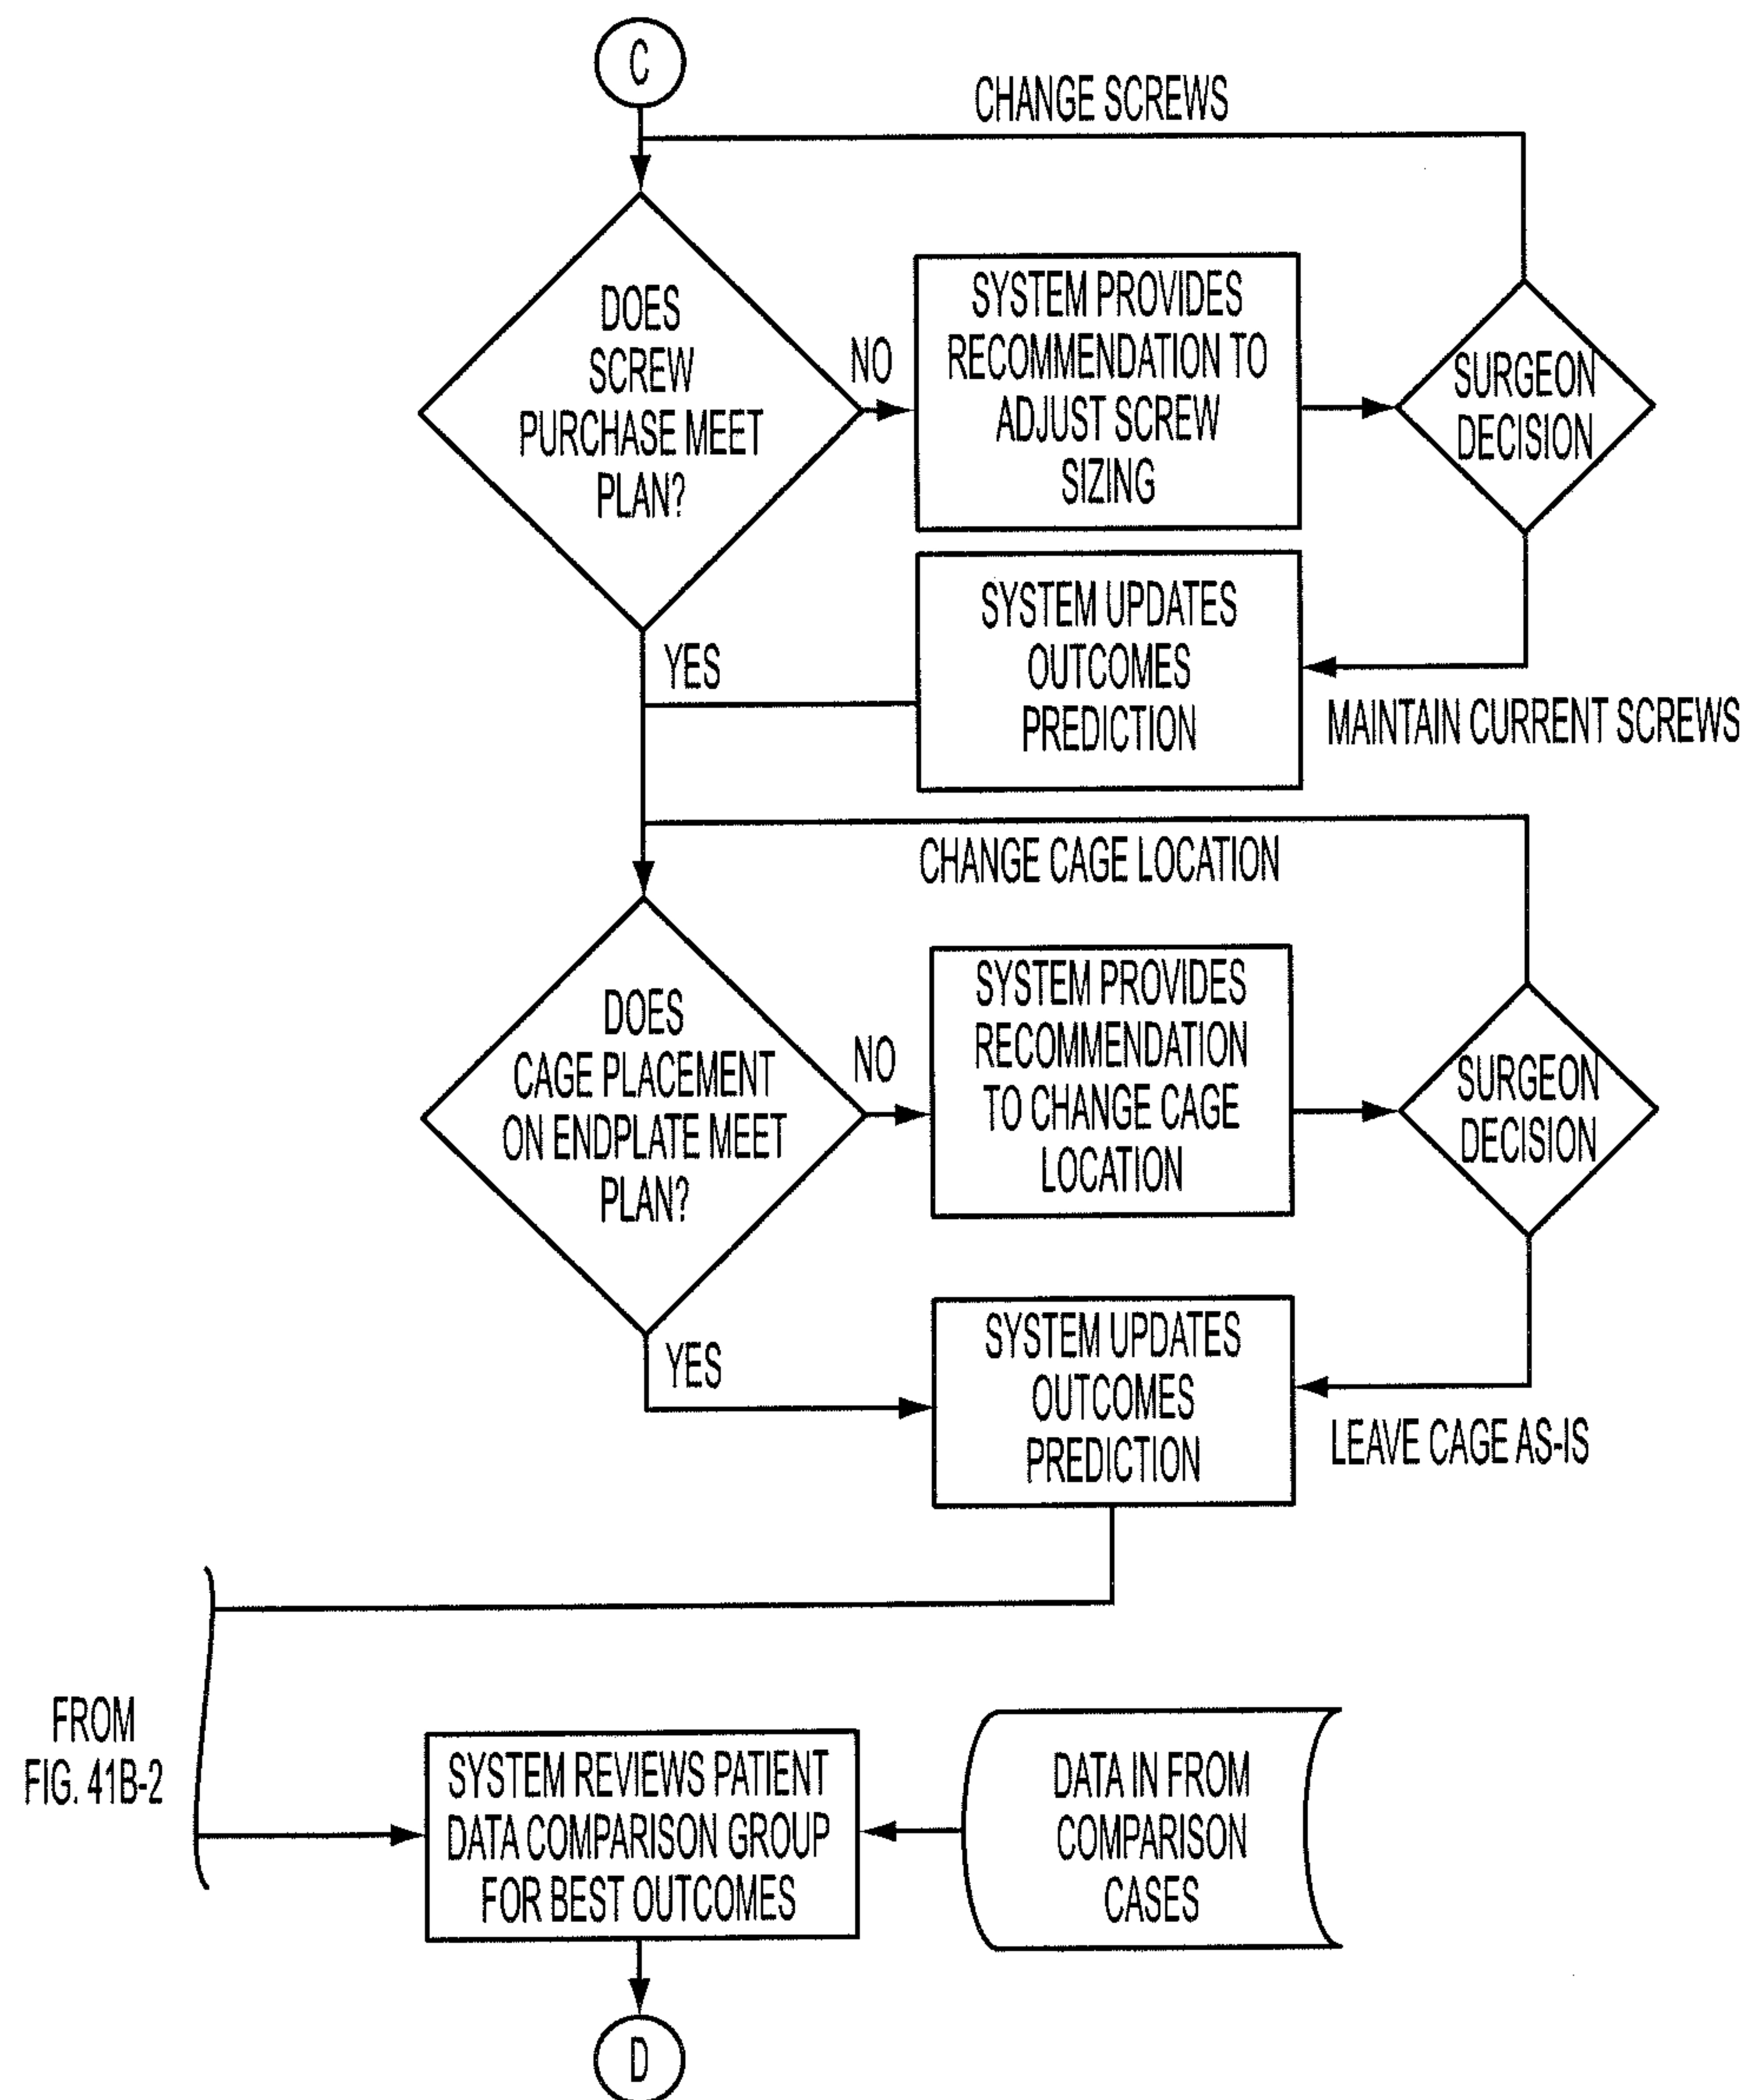 C
CHANGE SCREWS
DOES
SCREW
PURCHASE MEET
PLAN?
NO
SYSTEM PROVIDES
RECOMMENDATION TO
ADJUST SCREW
SIZING
SURGEON
DECISION
YES
SYSTEM UPDATES
OUTCOMES
PREDICTION
MAINTAIN CURRENT SCREWS
CHANGE CAGE LOCATION
DOES
CAGE PLACEMENT
ON ENDPLATE MEET
PLAN?
NO
SYSTEM PROVIDES
RECOMMENDATION
TO CHANGE CAGE
LOCATION
SURGEON
DECISION
YES
SYSTEM UPDATES
OUTCOMES
PREDICTION
LEAVE CAGE AS-IS
FROM
FIG. 41B-2
SYSTEM REVIEWS PATIENT
DATA COMPARISON GROUP
FOR BEST OUTCOMES
DATA IN FROM
COMPARISON
CASES
D